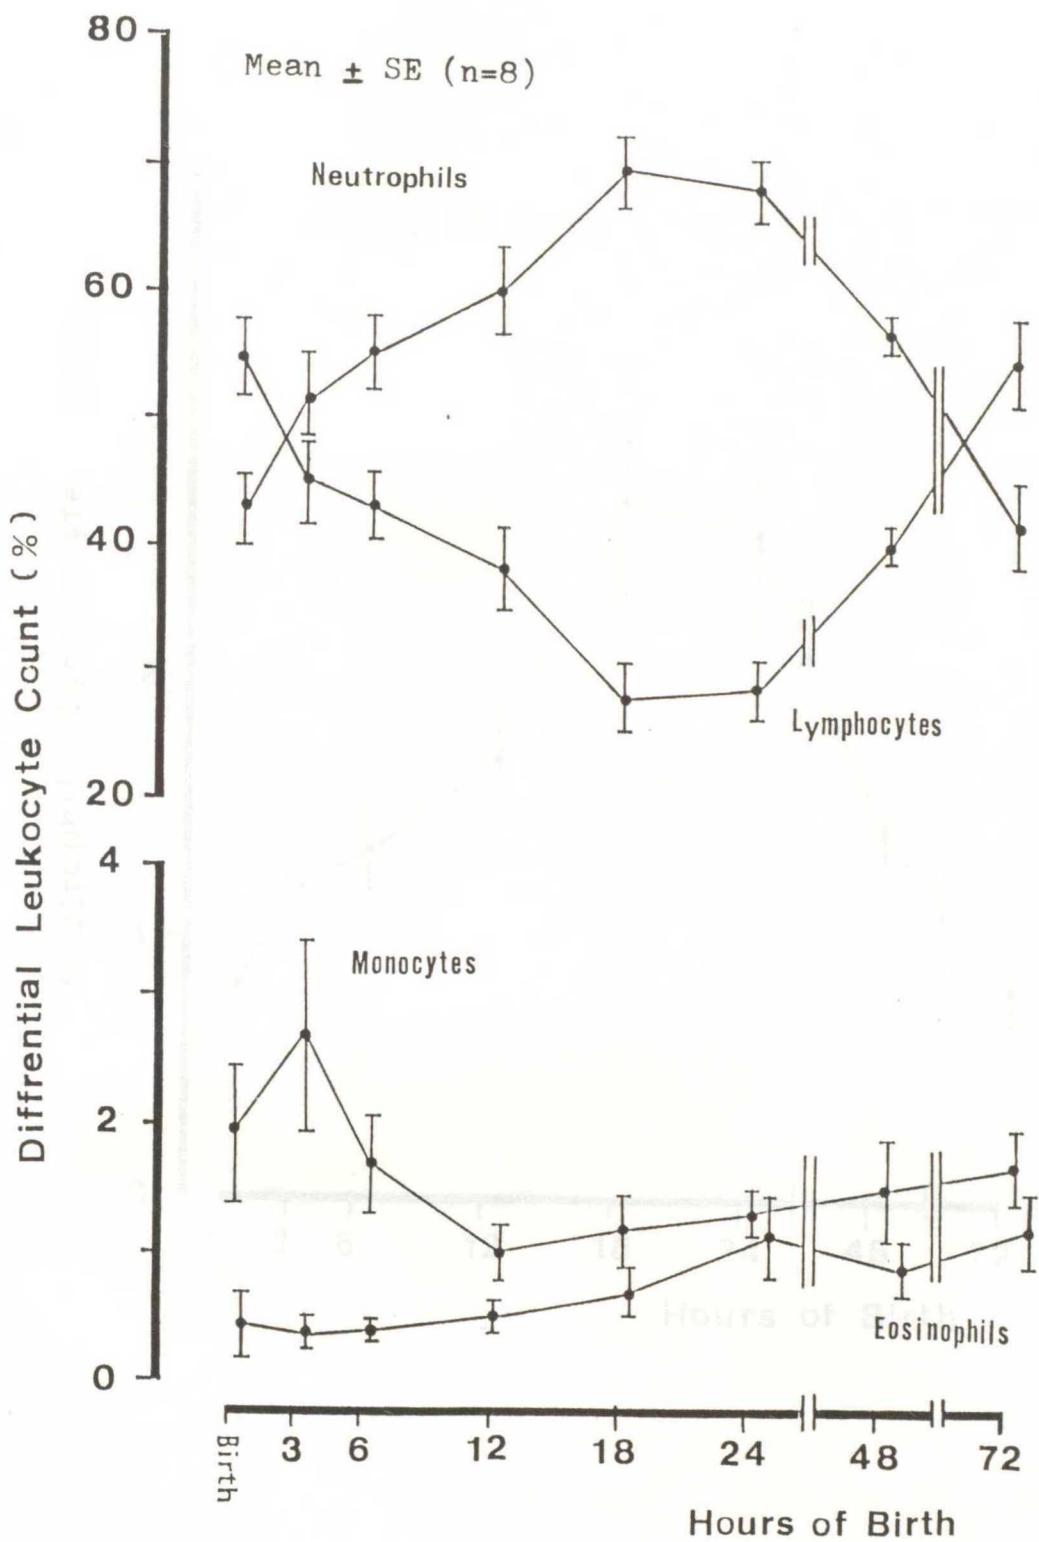 80
Mean ± SE (n=8)
Neutrophils
60
40
Lymphocytes
20
Diffrential Leukocyte Count (%)
4
Monocytes
2
Eosinophils
0
Birth 3 6 12 18 24 48 72
Hours of Birth